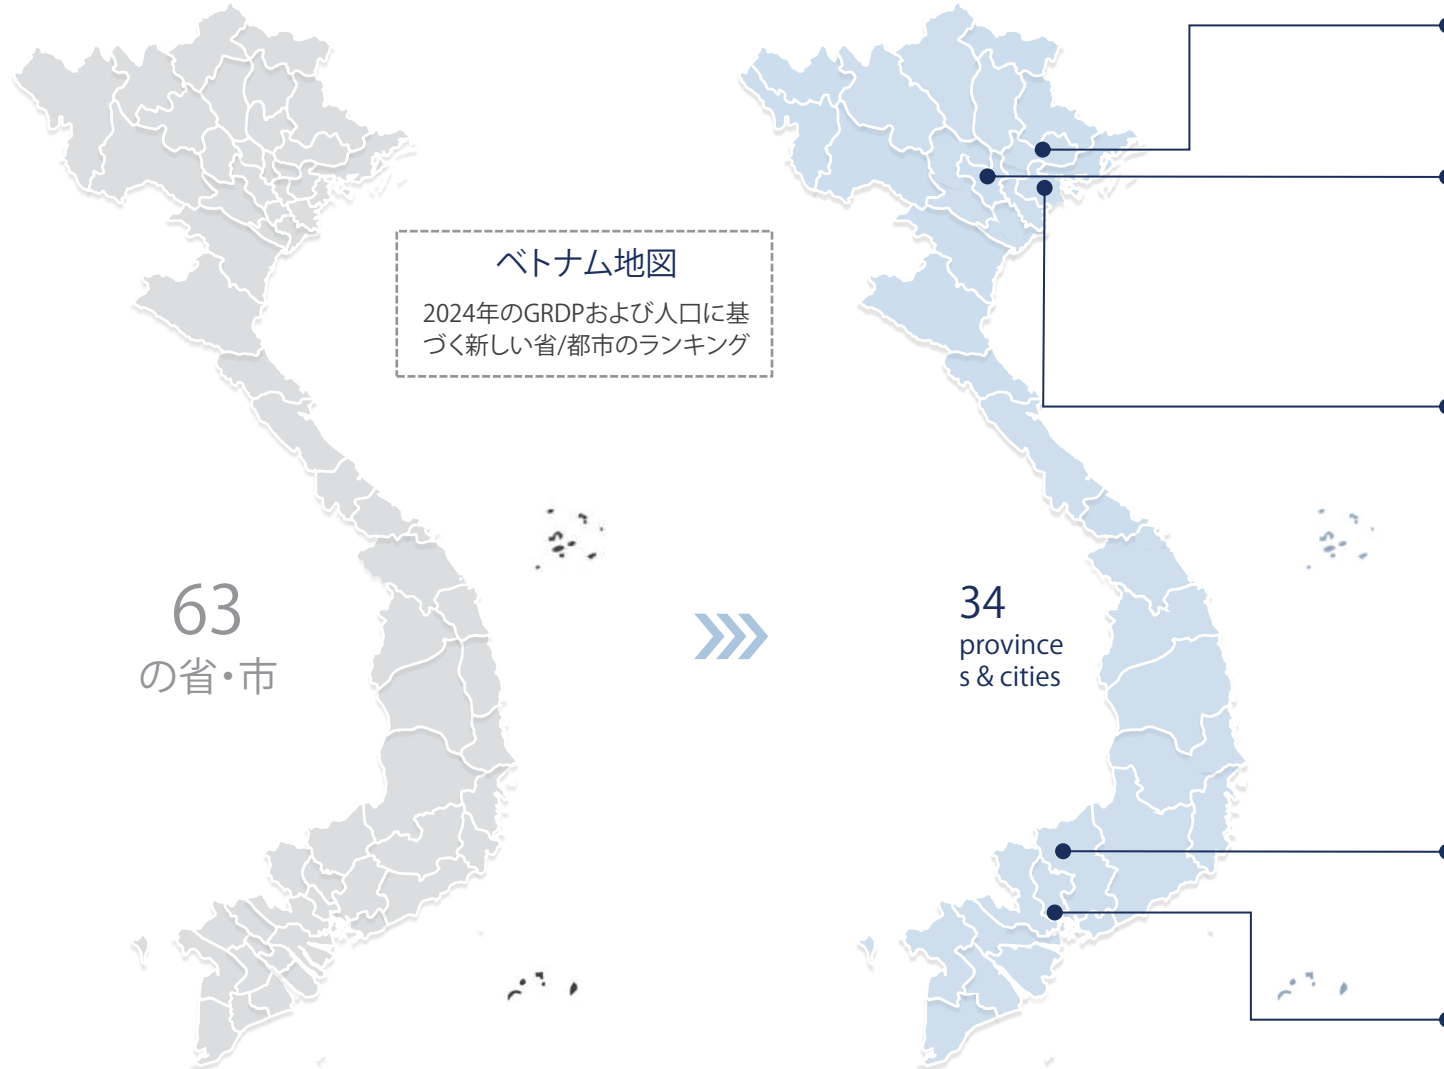 ベトナム地図
2024年のGRDPおよび人口に基
づく新しい省/都市のランキング
63
の省・市
34
province
s & cities